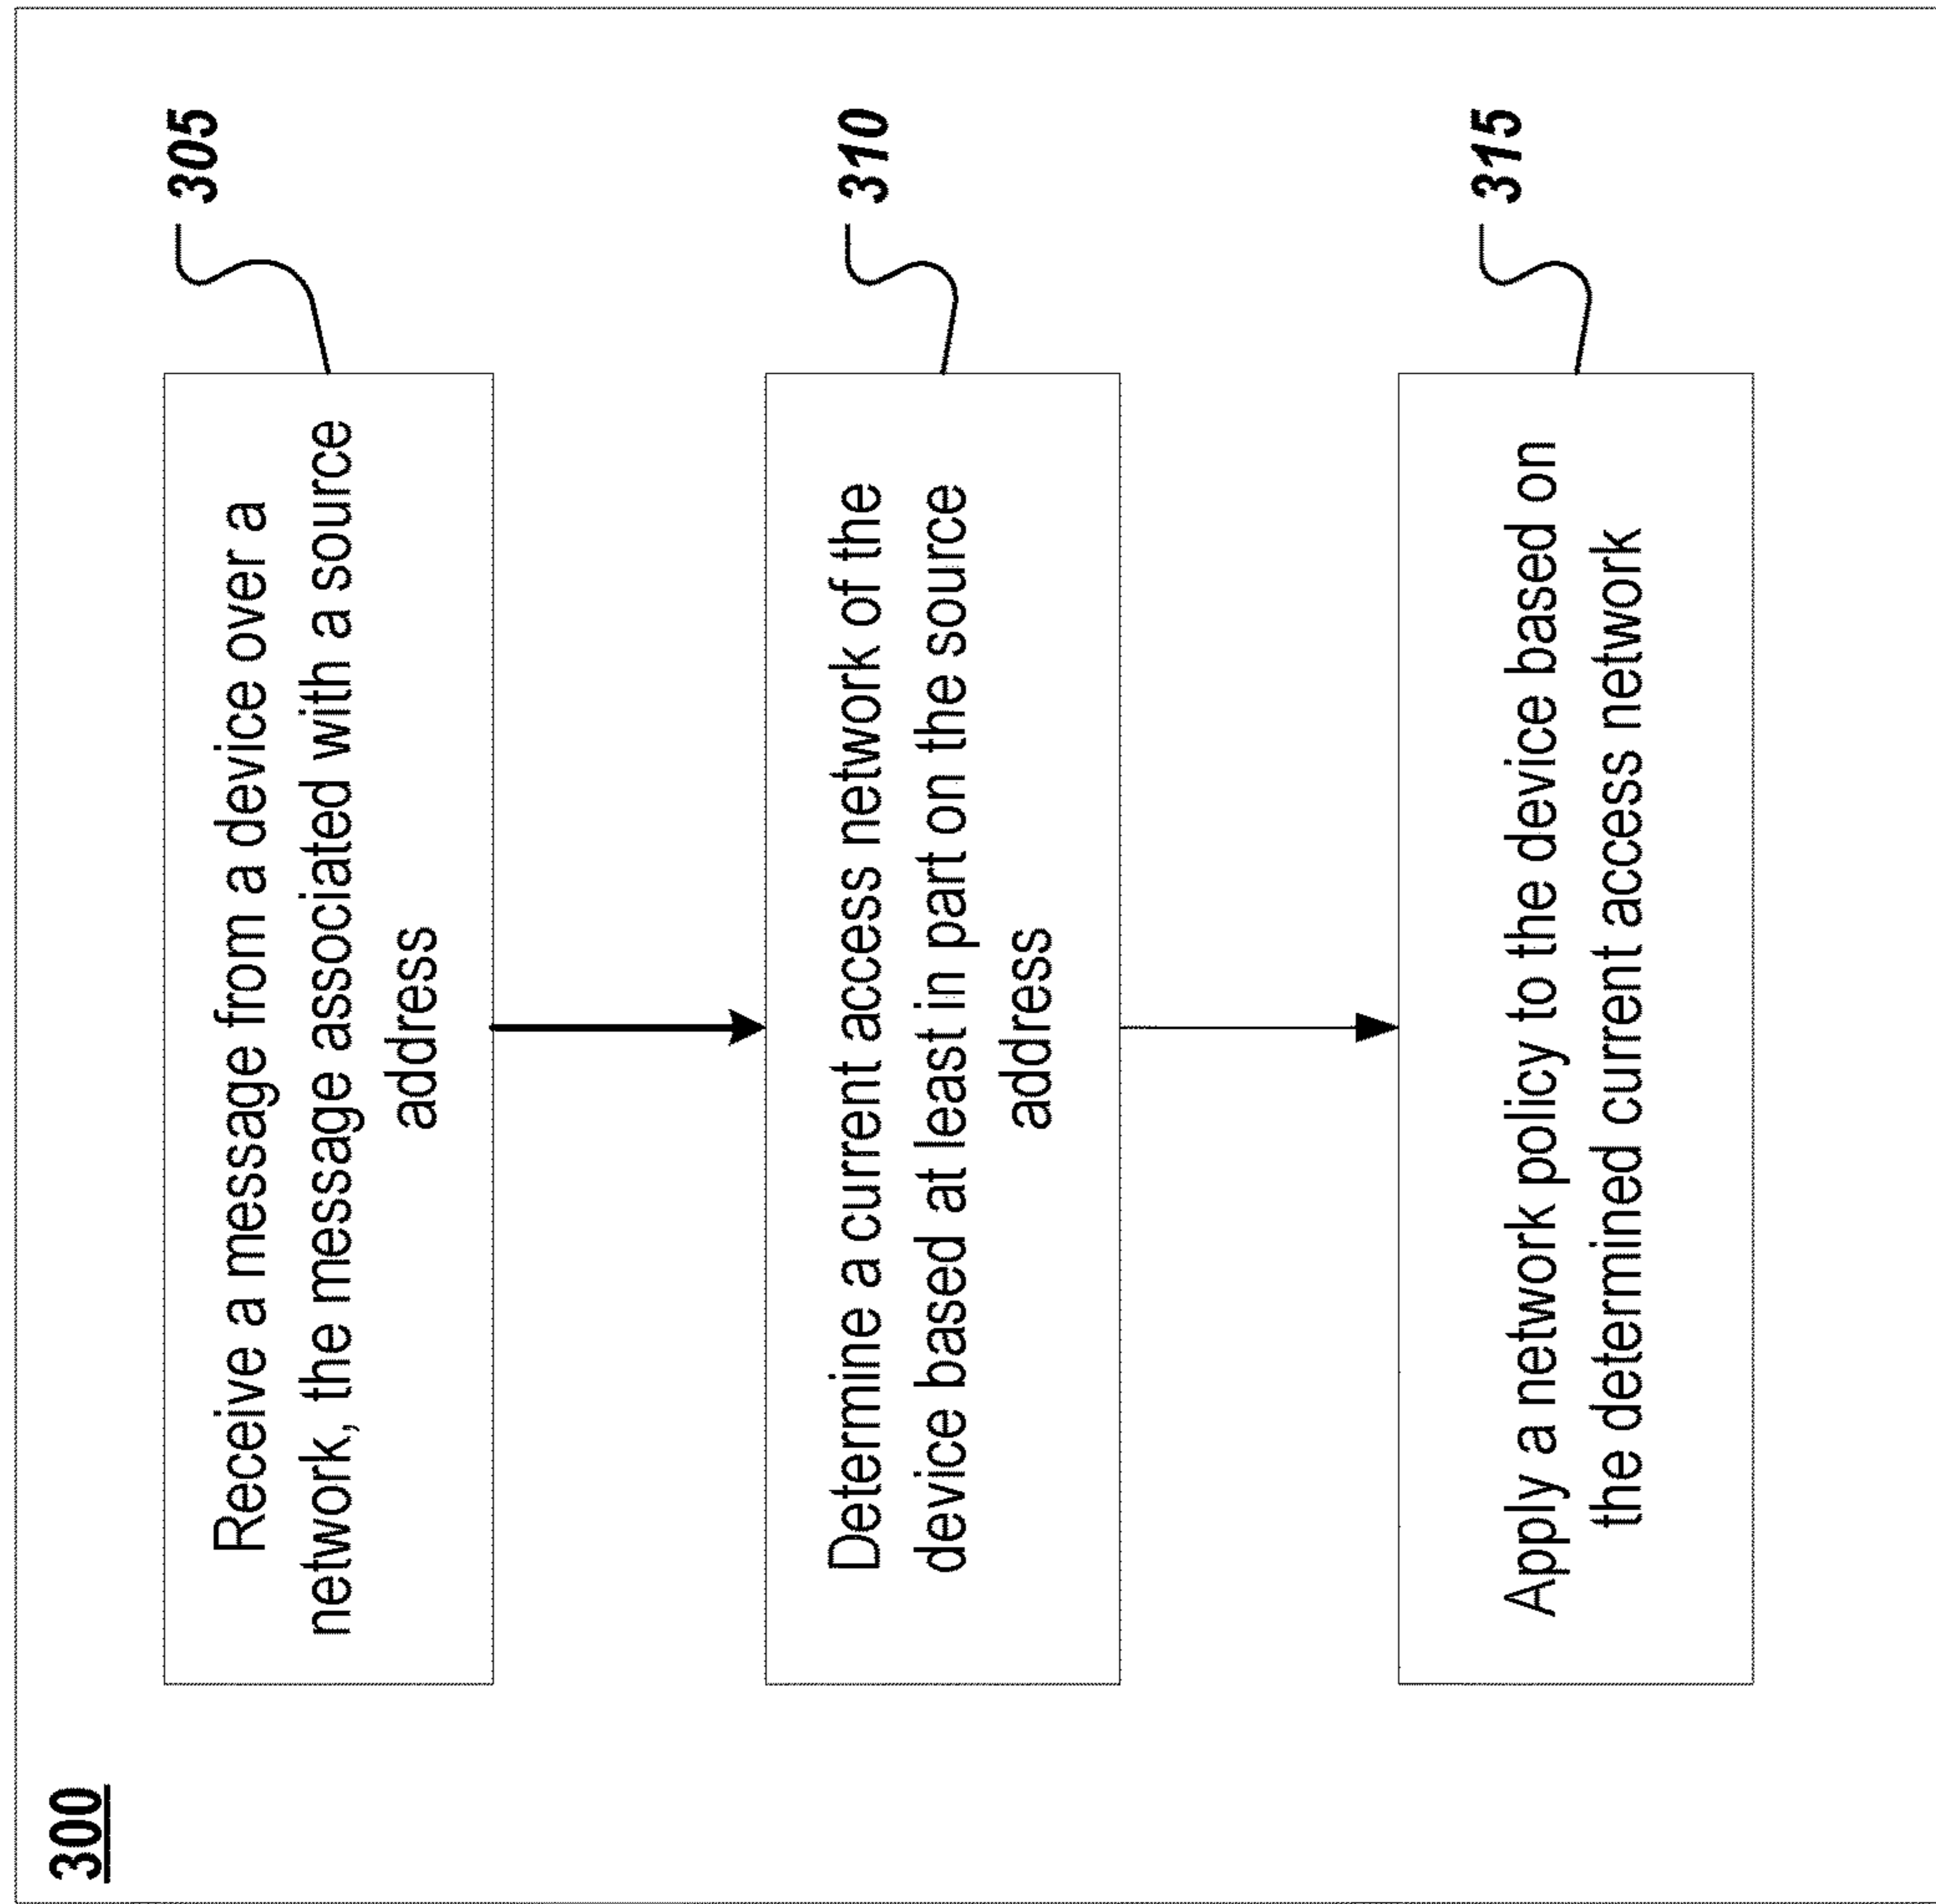 300
Receive a message from a device over a
network, the message associated with a source
address
305
Determine a current access network of the
device based at least in part on the source
address
310
Apply a network policy to the device based on
the determined current access network
315